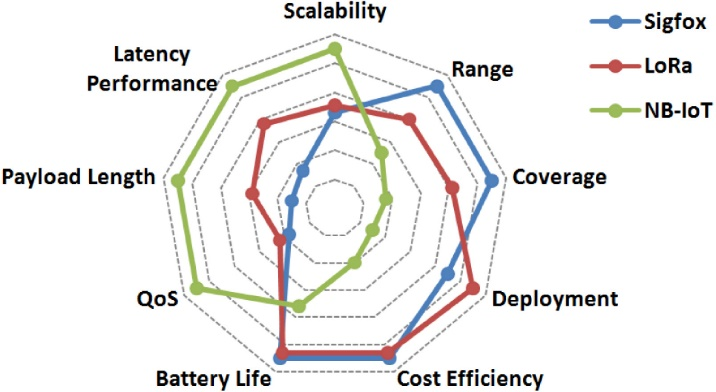 Scalability
Sigfox
LoRa
NB-IoT
Latency
Performance
Range
Payload Length
Coverage
QoS
Deployment
Battery Life
Cost Efficiency